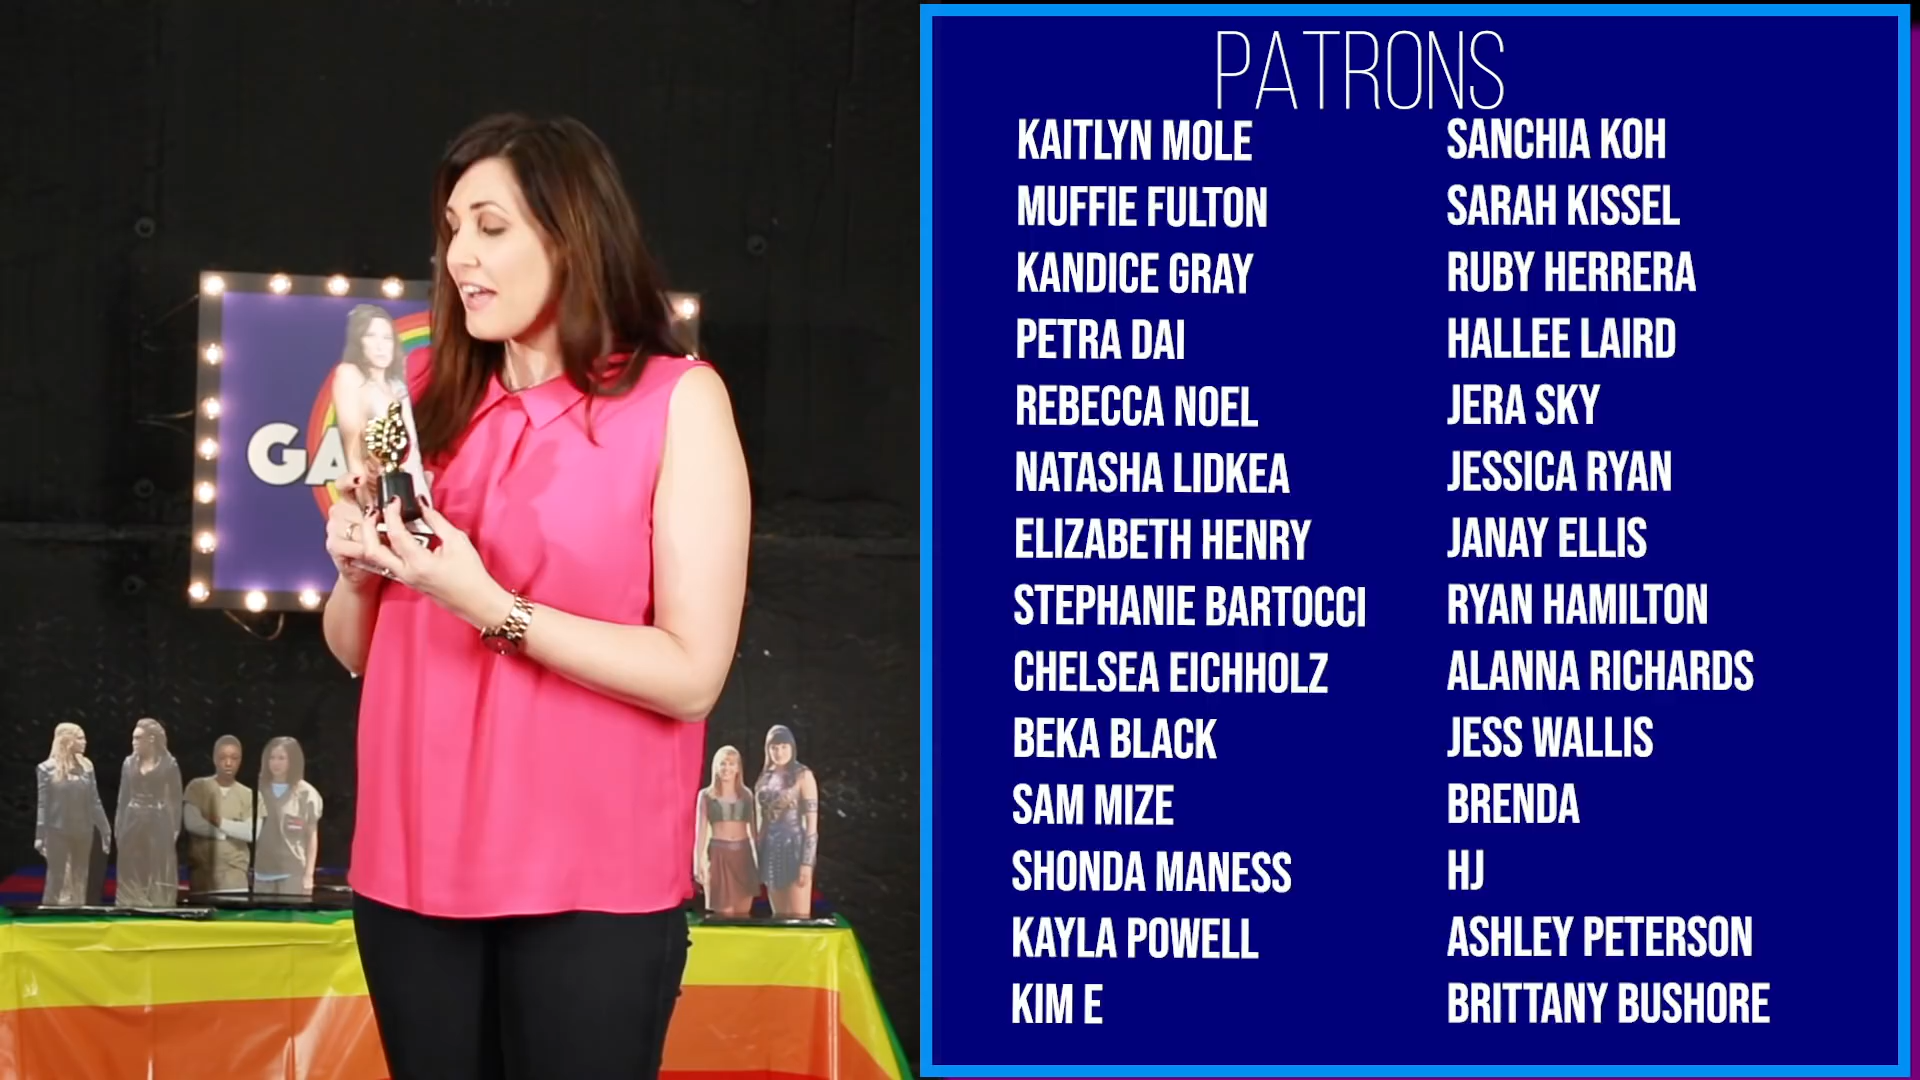 PATRONS
KAITLYN MOLE
MUFFIE FULTON
KANDICE GRAY
PETRA DAI
REBECCA NOEL
NATASHA LIDKEA
ELIZABETH HENRY
STEPHANIE BARTOCCI
CHELSEA EICHHOLZ
BEKA BLACK
SAM MIZE
SHONDA MANESS
KAYLA POWELL
KIM E
SANCHIA KOH
SARAH KISSEL
RUBY HERRERA
HALLEE LAIRD
JERA SKY
JESSICA RYAN
JANAY ELLIS
RYAN HAMILTON
ALANNA RICHARDS
JESS WALLIS
BRENDA
HJ
ASHLEY PETERSON
BRITTANY BUSHORE